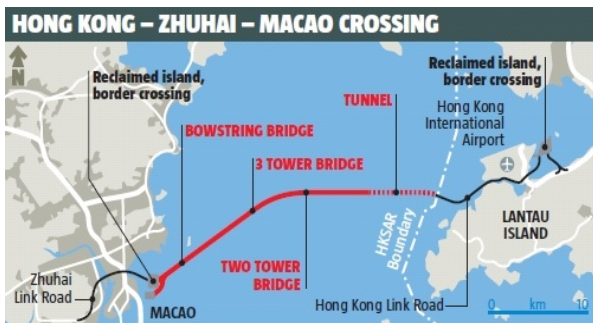 HONG KONG – ZHUHAI – MACAO CROSSING
N
Reclaimed island,
border crossing
Reclaimed island,
border crossing
TUNNEL
Hong Kong
International
Airport
BOWSTRING BRIDGE
3 TOWER BRIDGE
HKSAR
Boundary
LANTAU
ISLAND
TWO TOWER
BRIDGE
Zhuhai
Link Road
MACAO
Hong Kong Link Road
0 km 10